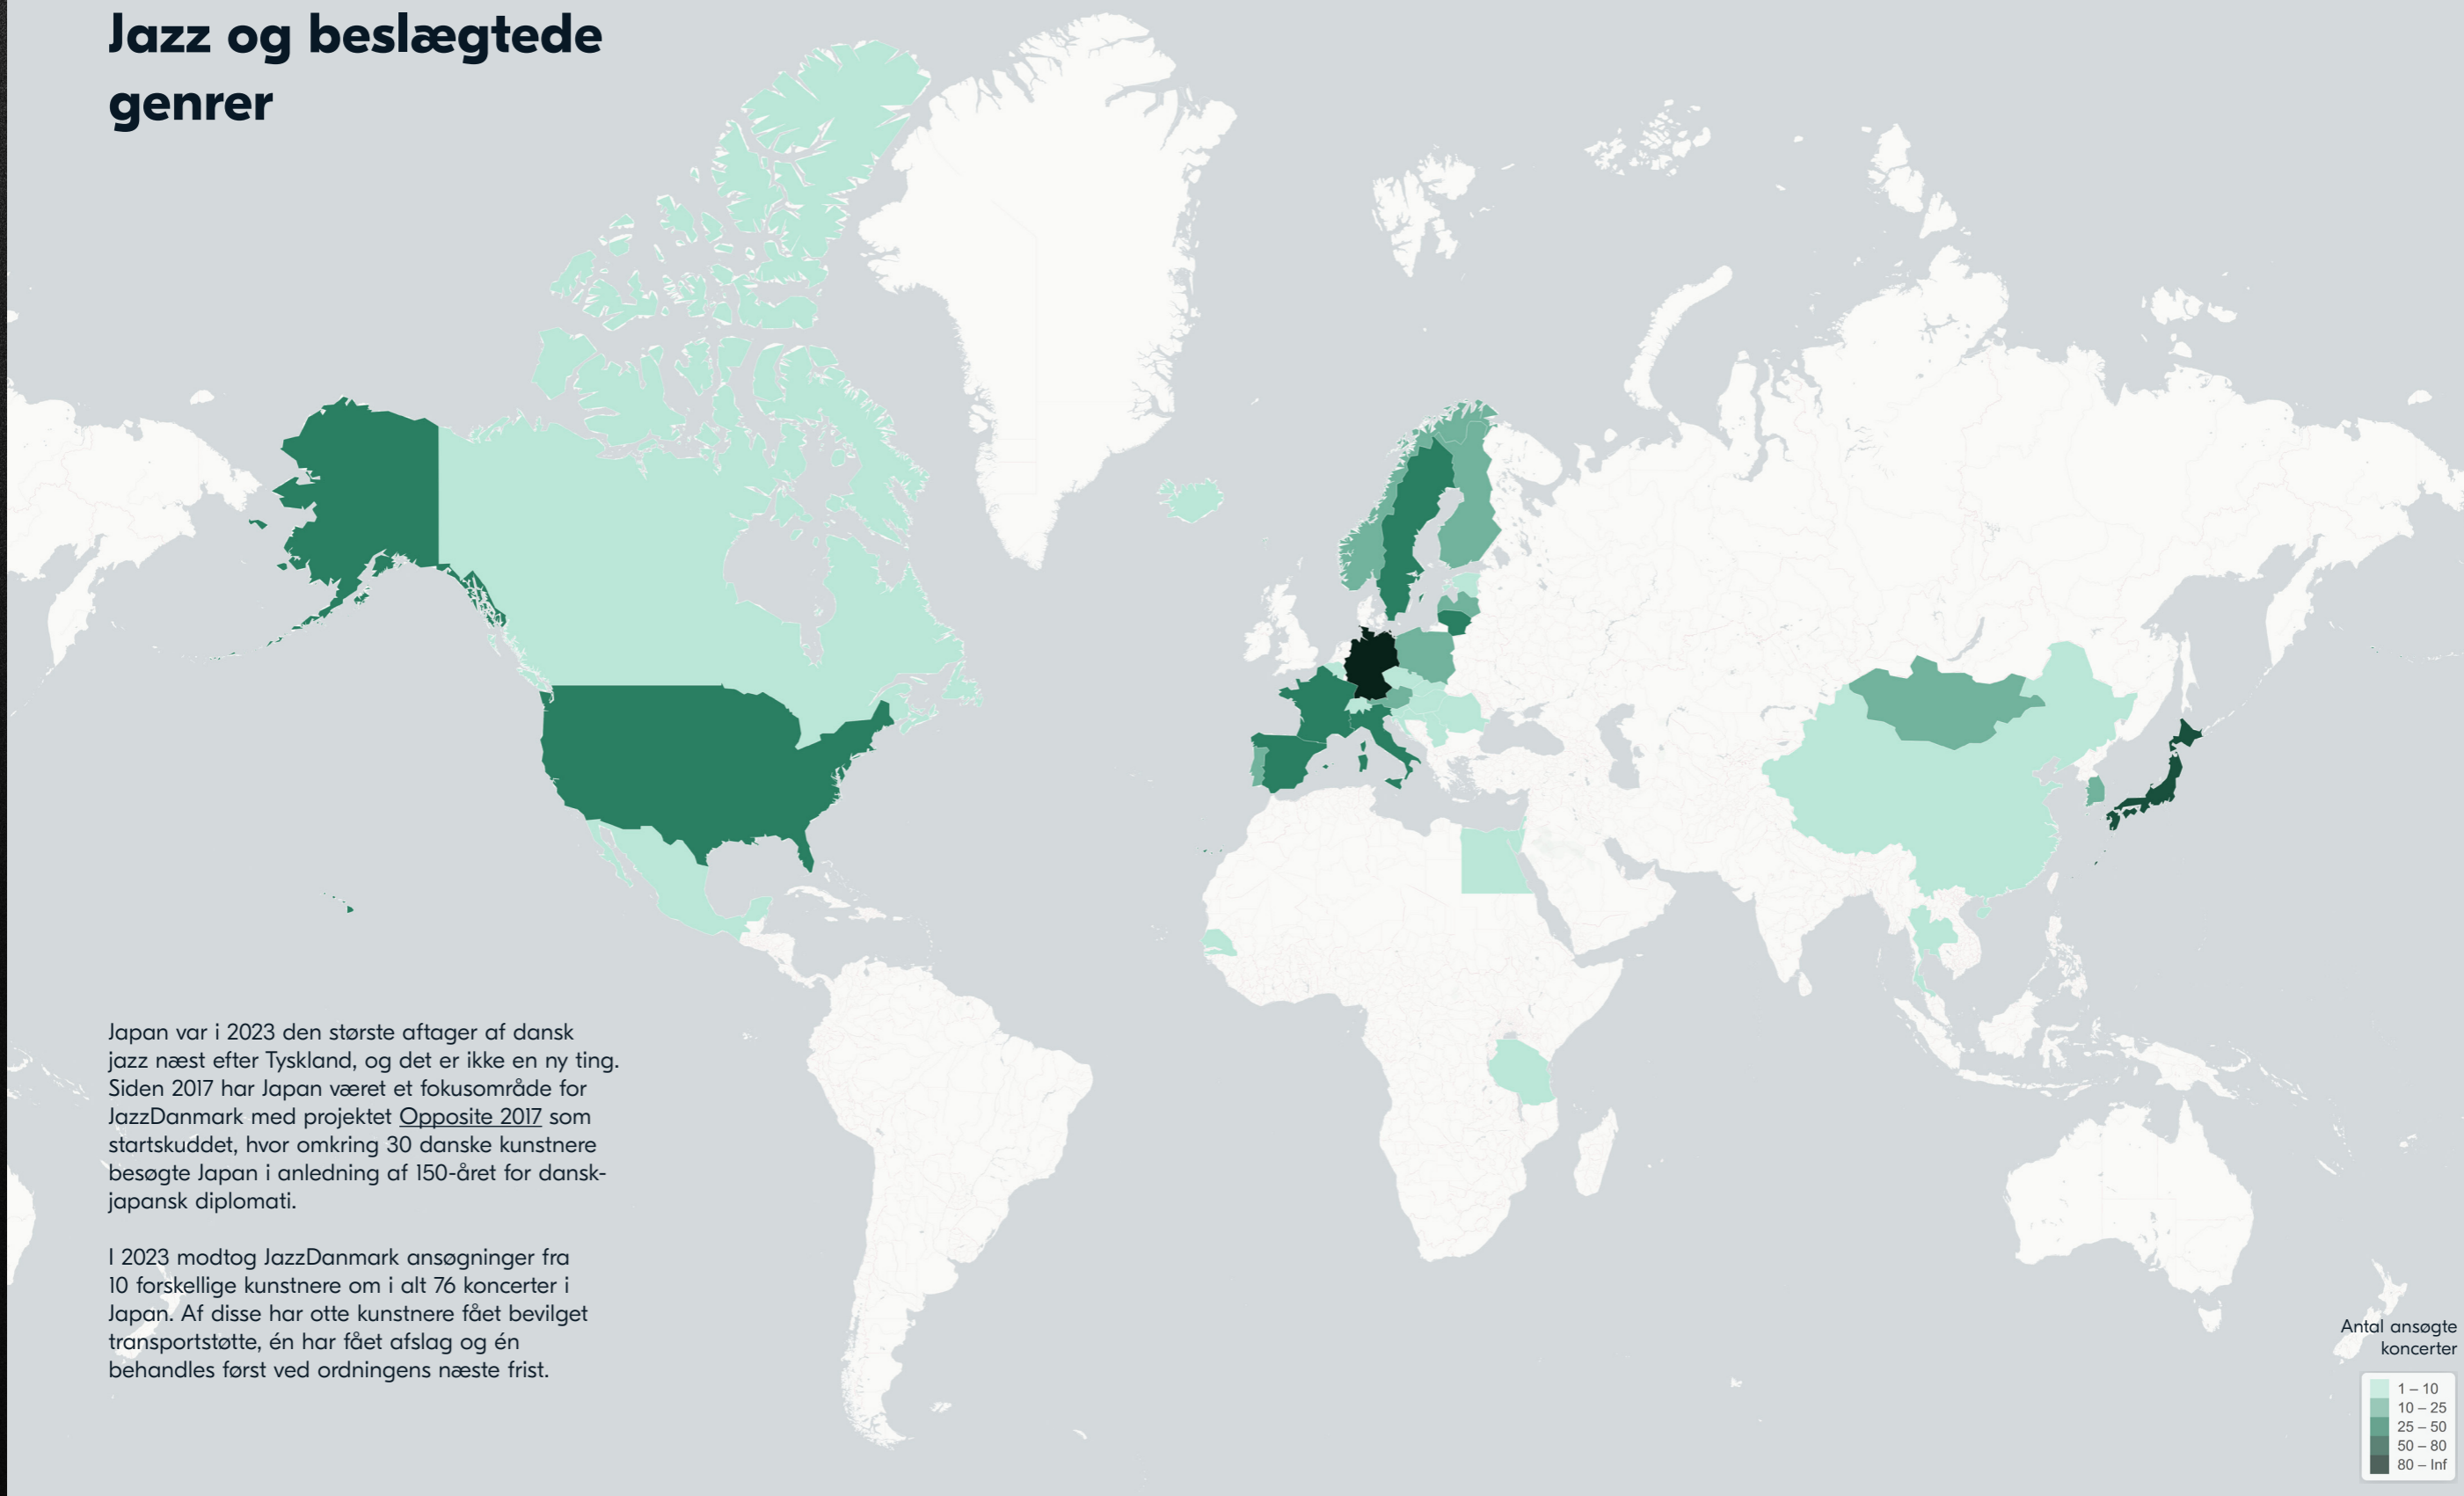 Jazz og beslægtede
genrer
Japan var i 2023 den største aftager af dansk
jazz næst efter Tyskland, og det er ikke en ny ting.
Siden 2017 har Japan været et fokusområde for
JazzDanmark med projektet Opposite 2017 som
startskuddet, hvor omkring 30 danske kunstnere
besøgte Japan i anledning af 150-året for dansk-
japansk diplomati.
I 2023 modtog JazzDanmark ansøgninger fra
10 forskellige kunstnere om i alt 76 koncerter i
Japan. Af disse har otte kunstnere fået bevilget
transportstøtte, én har fået afslag og én
behandles først ved ordningens næste frist.
Antal ansøgte
koncerter
1 – 10
10 – 25
25 – 50
50 – 80
80 – Inf